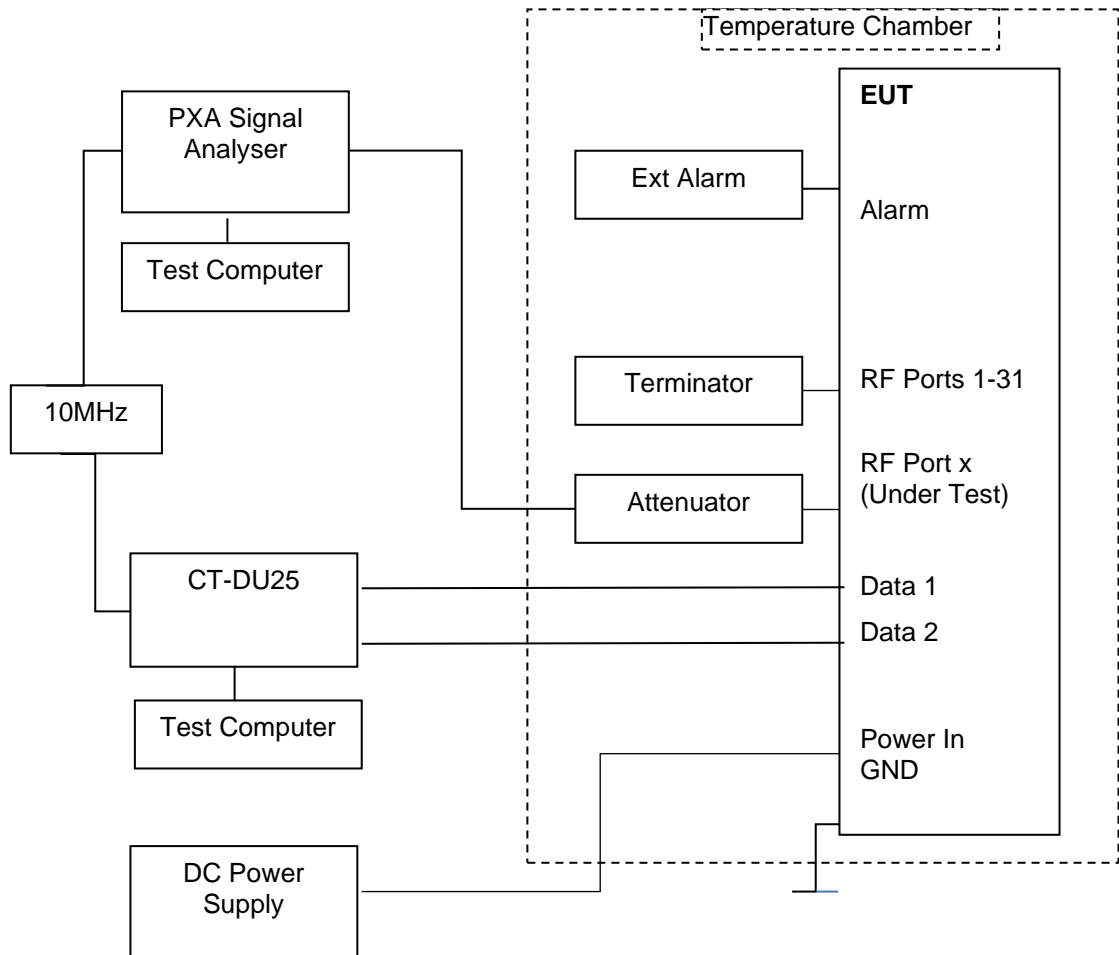 Temperature Chamber
EUT
PXA Signal
Analyser
Ext Alarm
Alarm
Test Computer
Terminator
RF Ports 1-31
10MHz
RF Port x
(Under Test)
Attenuator
CT-DU25
Data 1
Data 2
Test Computer
Power In
GND
DC Power
Supply